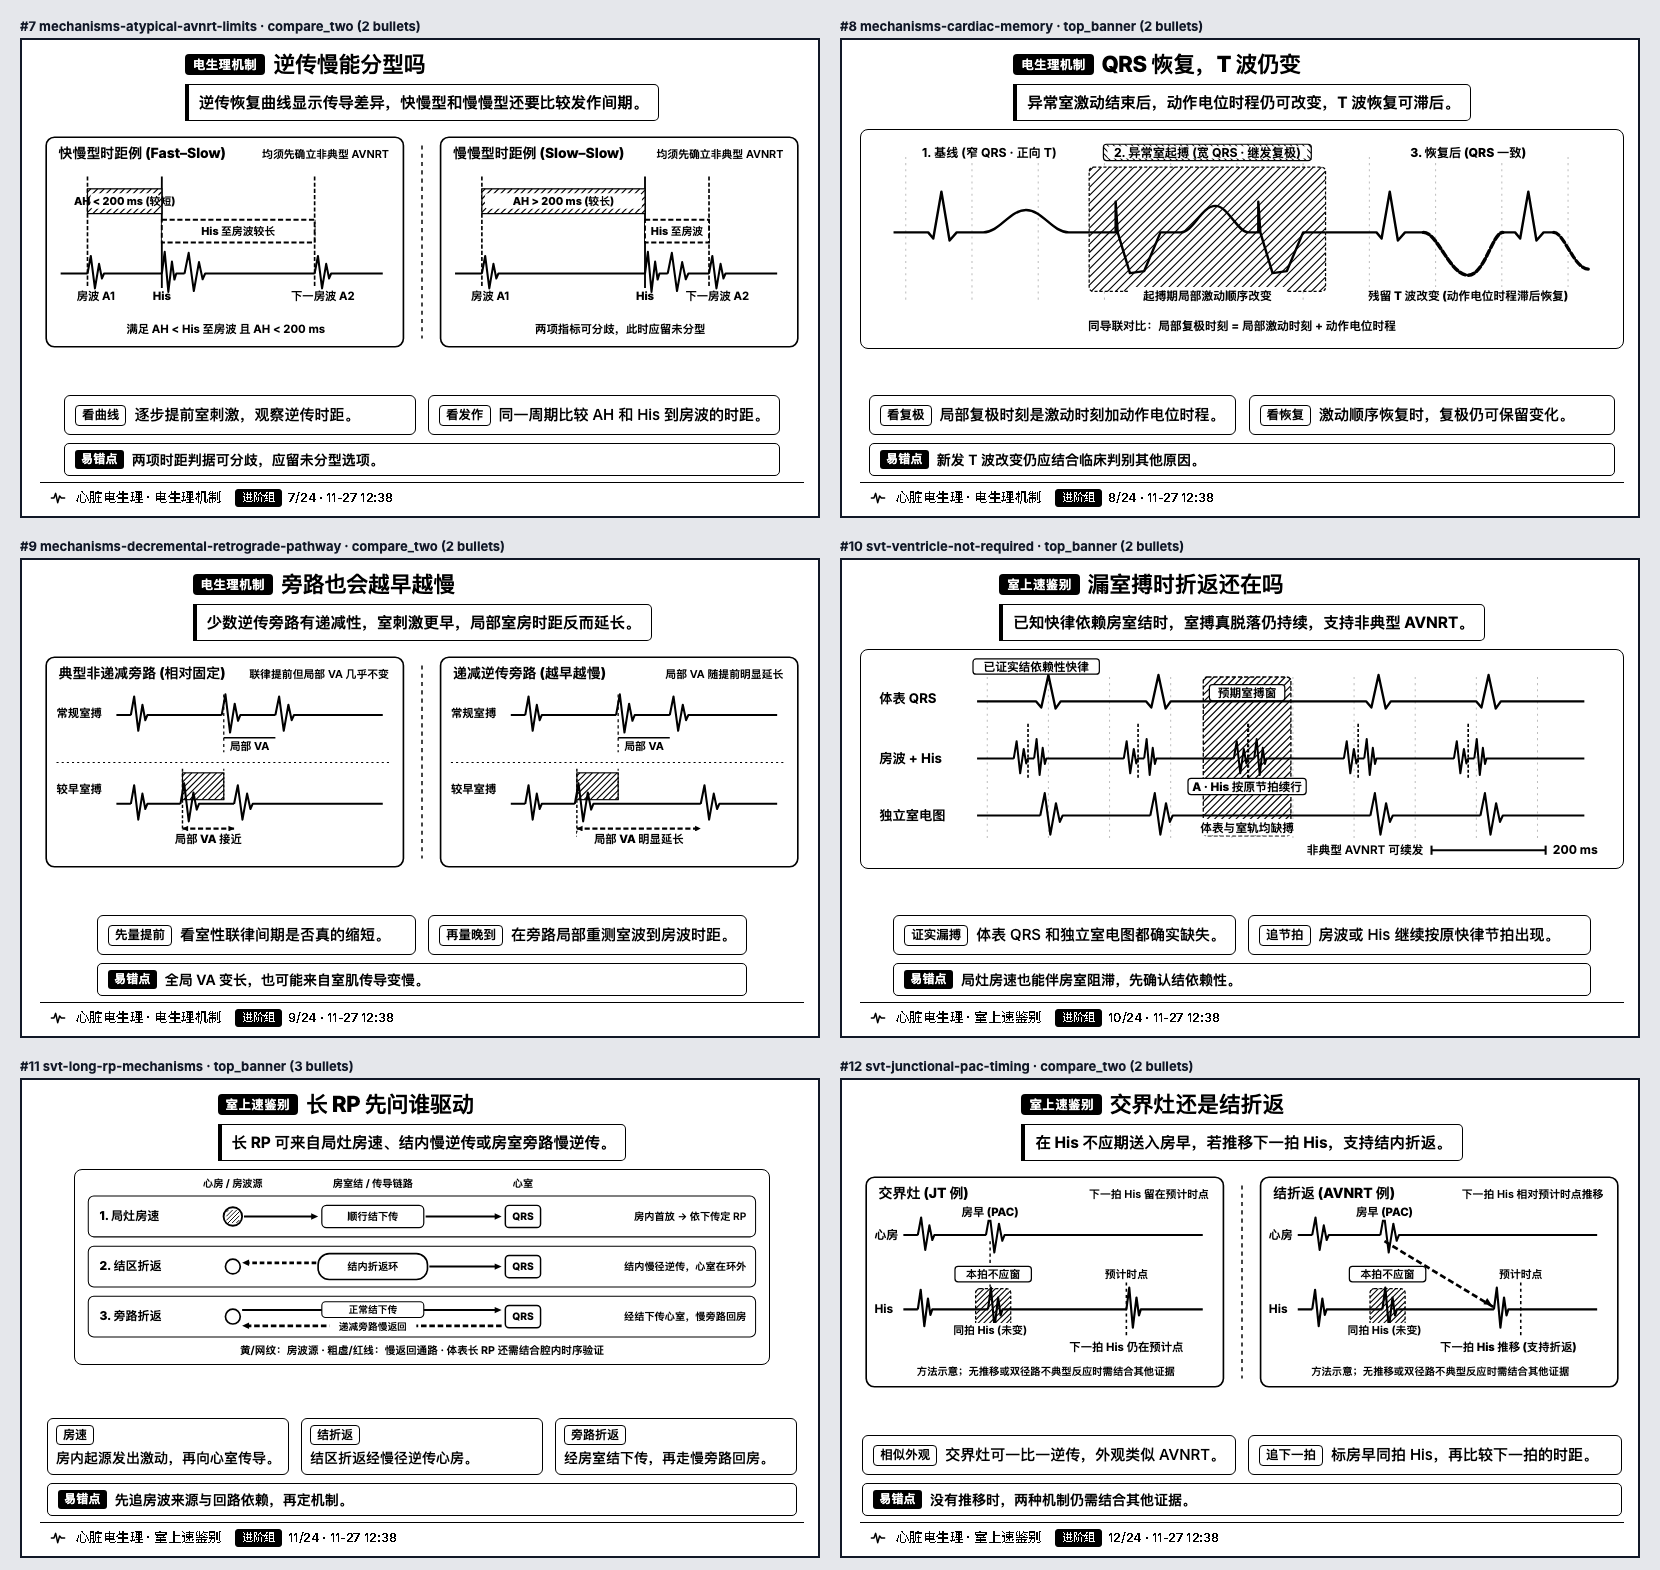 #7 mechanisms-atypical-avnrt-limits · compare_two (2 bullets)
电生理机制 逆传慢能分型吗
逆传恢复曲线显示传导差异，快慢型和慢慢型还要比较发作间期。
快慢型时距例 (Fast–Slow) 均须先确立非典型 AVNRT
AH < 200 ms (较短)
His 至房波较长
房波 A1 His 下一房波 A2
满足 AH < His 至房波 且 AH < 200 ms
慢慢型时距例 (Slow–Slow) 均须先确立非典型 AVNRT
AH > 200 ms (较长)
His 至房波
房波 A1 His 下一房波 A2
两项指标可分歧，此时应留未分型
看曲线 逐步提前室刺激，观察逆传时距。
看发作 同一周期比较 AH 和 His 到房波的时距。
易错点 两项时距判据可分歧，应留未分型选项。
心脏电生理 · 电生理机制 进阶组 7/24 · 11-27 12:38
#8 mechanisms-cardiac-memory · top_banner (2 bullets)
电生理机制 QRS 恢复，T 波仍变
异常室激动结束后，动作电位时程仍可改变，T 波恢复可滞后。
1. 基线 (窄 QRS · 正向 T) 2. 异常室起搏 (宽 QRS · 继发复极) 3. 恢复后 (QRS 一致)
起搏期局部激动顺序改变 残留 T 波改变 (动作电位时程滞后恢复)
同导联对比：局部复极时刻 = 局部激动时刻 + 动作电位时程
看复极 局部复极时刻是激动时刻加动作电位时程。
看恢复 激动顺序恢复时，复极仍可保留变化。
易错点 新发 T 波改变仍应结合临床判别其他原因。
心脏电生理 · 电生理机制 进阶组 8/24 · 11-27 12:38
#9 mechanisms-decremental-retrograde-pathway · compare_two (2 bullets)
电生理机制 旁路也会越早越慢
少数逆传旁路有递减性，室刺激更早，局部室房时距反而延长。
典型非递减旁路 (相对固定) 联律提前但局部 VA 几乎不变
常规室搏
局部 VA
较早室搏
局部 VA 接近
递减逆传旁路 (越早越慢) 局部 VA 随提前明显延长
常规室搏
局部 VA
较早室搏
局部 VA 明显延长
先量提前 看室性联律间期是否真的缩短。
再量晚到 在旁路局部重测室波到房波时距。
易错点 全局 VA 变长，也可能来自室肌传导变慢。
心脏电生理 · 电生理机制 进阶组 9/24 · 11-27 12:38
#10 svt-ventricle-not-required · top_banner (2 bullets)
室上速鉴别 漏室搏时折返还在吗
已知快律依赖房室结时，室搏真脱落仍持续，支持非典型 AVNRT。
已证实结依赖性快律
体表 QRS 预期室搏窗
房波 + His
A · His 按原节拍续行
独立室电图
体表与室轨均缺搏
非典型 AVNRT 可续发 200 ms
证实漏搏 体表 QRS 和独立室电图都确实缺失。
追节拍 房波或 His 继续按原快律节拍出现。
易错点 局灶房速也能伴房室阻滞，先确认结依赖性。
心脏电生理 · 室上速鉴别 进阶组 10/24 · 11-27 12:38
#11 svt-long-rp-mechanisms · top_banner (3 bullets)
室上速鉴别 长 RP 先问谁驱动
长 RP 可来自局灶房速、结内慢逆传或房室旁路慢逆传。
心房 / 房波源 房室结 / 传导链路 心室
1. 局灶房速 顺行结下传 QRS 房内首放 → 依下传定 RP
2. 结区折返 结内折返环 QRS 结内慢径逆传，心室在环外
3. 旁路折返 正常结下传 QRS 经结下传心室，慢旁路回房
递减旁路慢返回
黄/网纹：房波源 · 粗虚/红线：慢返回通路 · 体表长 RP 还需结合腔内时序验证
房速
房内起源发出激动，再向心室传导。
结折返
结区折返经慢径逆传心房。
旁路折返
经房室结下传，再走慢旁路回房。
易错点 先追房波来源与回路依赖，再定机制。
心脏电生理 · 室上速鉴别 进阶组 11/24 · 11-27 12:38
#12 svt-junctional-pac-timing · compare_two (2 bullets)
室上速鉴别 交界灶还是结折返
在 His 不应期送入房早，若推移下一拍 His，支持结内折返。
交界灶 (JT 例) 下一拍 His 留在预计时点
房早 (PAC)
心房
本拍不应窗 预计时点
His
同拍 His (未变)
下一拍 His 仍在预计点
方法示意；无推移或双径路不典型反应时需结合其他证据
结折返 (AVNRT 例) 下一拍 His 相对预计时点推移
房早 (PAC)
心房
本拍不应窗 预计时点
His
同拍 His (未变)
下一拍 His 推移 (支持折返)
方法示意；无推移或双径路不典型反应时需结合其他证据
相似外观 交界灶可一比一逆传，外观类似 AVNRT。
追下一拍 标房早同拍 His，再比较下一拍的时距。
易错点 没有推移时，两种机制仍需结合其他证据。
心脏电生理 · 室上速鉴别 进阶组 12/24 · 11-27 12:38